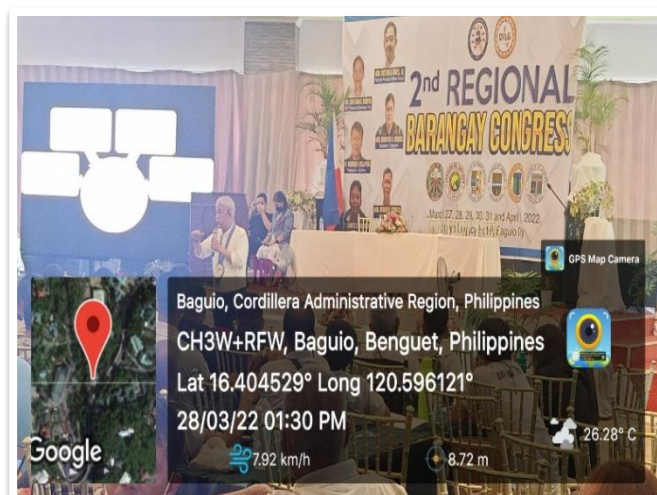 2nd REGIONAL
BARANGAY CONGRESS
GPS Map Camera
Baguio, Cordillera Administrative Region, Philippines
CH3W+RFW, Baguio, Benguet, Philippines
Lat 16.404529° Long 120.596121°
28/03/22 01:30 PM
Google
7.92 km/h
8.72 m
26.28° C